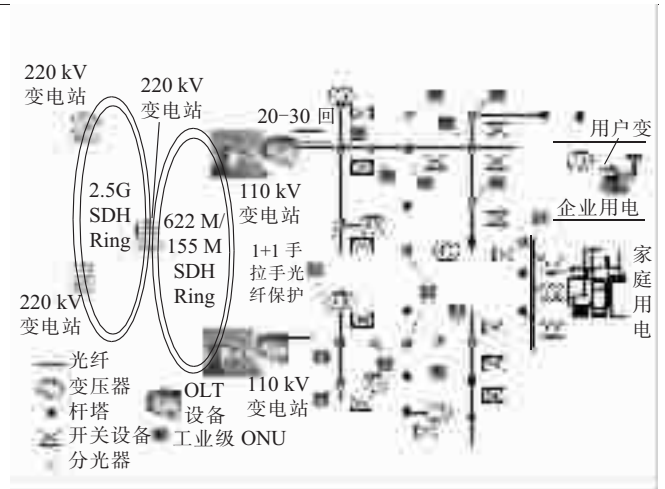 220 kV
变电站
220 kV
变电站
20-30 回
用户变
2.5G
SDH
Ring
622 M/
155 M
SDH
Ring
110 kV
变电站
企业用电
1+1 手
拉手光
纤保护
家
庭
用
电
220 kV
变电站
110 kV
变电站
光纤
变压器
杆塔
开关设备
分光器
OLT
设备
工业级 ONU